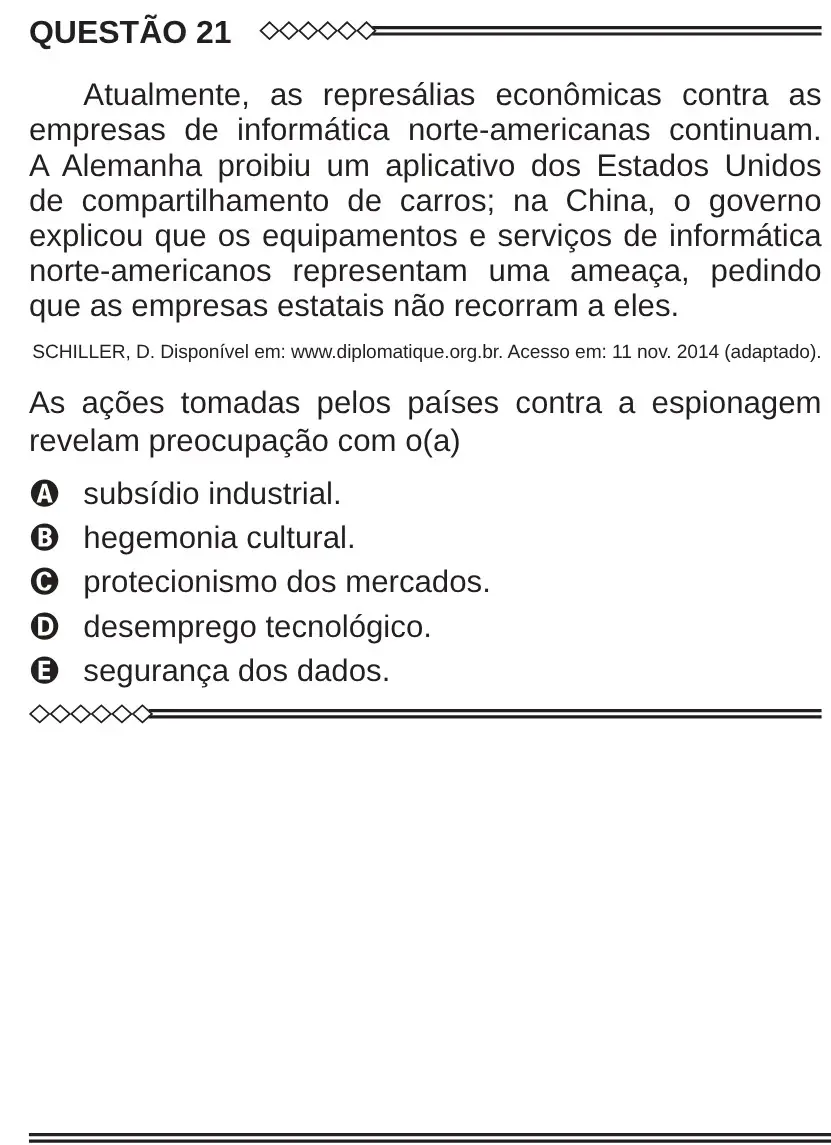 QUESTÃO 21
Atualmente, as represálias econômicas contra as
empresas de informática norte-americanas continuam.
A Alemanha proibiu um aplicativo dos Estados Unidos
de compartilhamento de carros; na China, o governo
explicou que os equipamentos e serviços de informática
norte-americanos representam uma ameaça, pedindo
que as empresas estatais não recorram a eles.
SCHILLER, D. Disponível em: www.diplomatique.org.br. Acesso em: 11 nov. 2014 (adaptado).
As ações tomadas pelos países contra a espionagem
revelam preocupação com o(a)
A subsídio industrial.
B hegemonia cultural.
C protecionismo dos mercados.
D desemprego tecnológico.
E segurança dos dados.